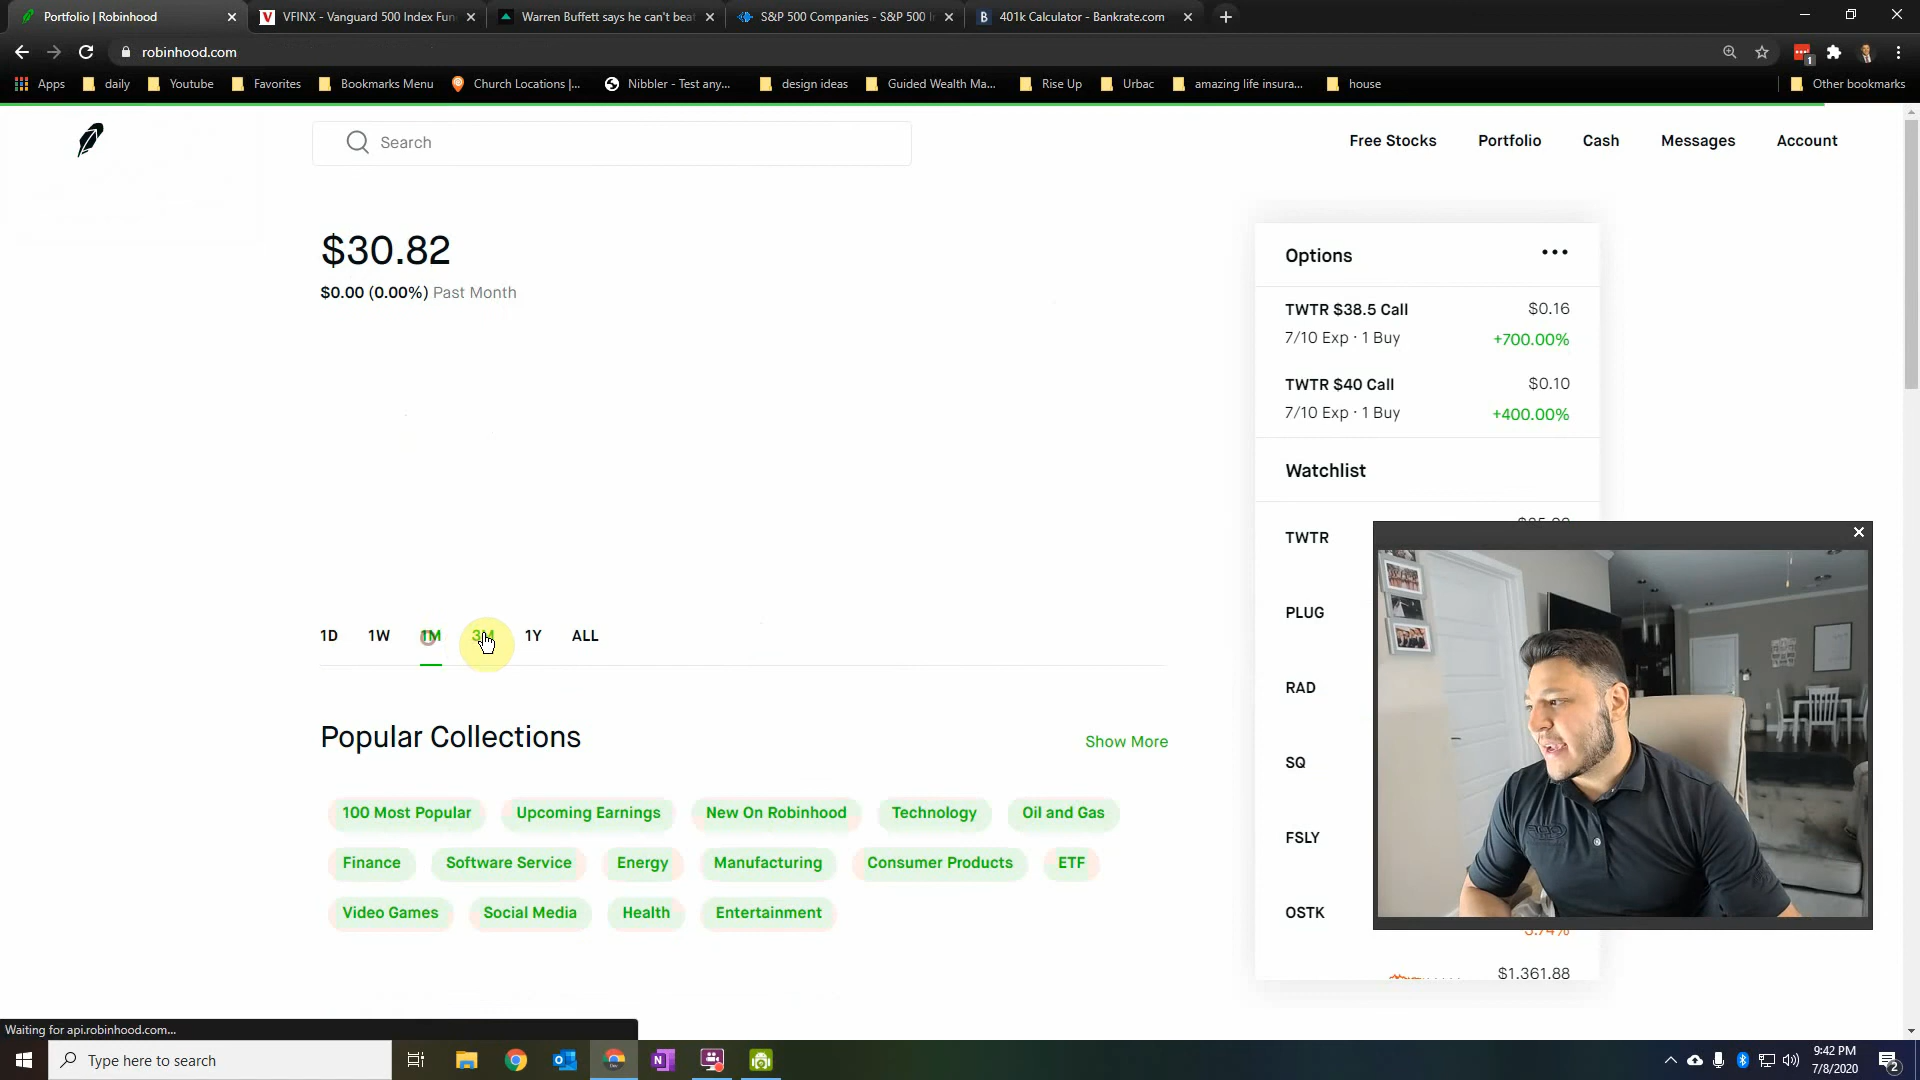 Portfolio | Robinhood
VFINX - Vanguard 500 Index Fun
Warren Buffett says he can't beat
S&P 500 Companies - S&P 500 I
401k Calculator - Bankrate.com
robinhood.com
1
Apps
daily
Youtube
Favorites
Bookmarks Menu
Church Locations |...
Nibbler - Test any...
design ideas
Guided Wealth Ma...
Rise Up
Urbac
amazing life insura...
house
Other bookmarks
Search
Free Stocks
Portfolio
Cash
Messages
Account
$30.82
$0.00 (0.00%) Past Month
Options
TWTR $38.5 Call
$0.16
7/10 Exp · 1 Buy
+700.00%
TWTR $40 Call
$0.10
7/10 Exp · 1 Buy
+400.00%
Watchlist
TWTR
PLUG
RAD
SQ
FSLY
OSTK
$1,361.88
1D
1W
1M
3M
1Y
ALL
Popular Collections
Show More
100 Most Popular
Upcoming Earnings
New On Robinhood
Technology
Oil and Gas
Finance
Software Service
Energy
Manufacturing
Consumer Products
ETF
Video Games
Social Media
Health
Entertainment
Waiting for api.robinhood.com...
Type here to search
9:42 PM
7/8/2020
2